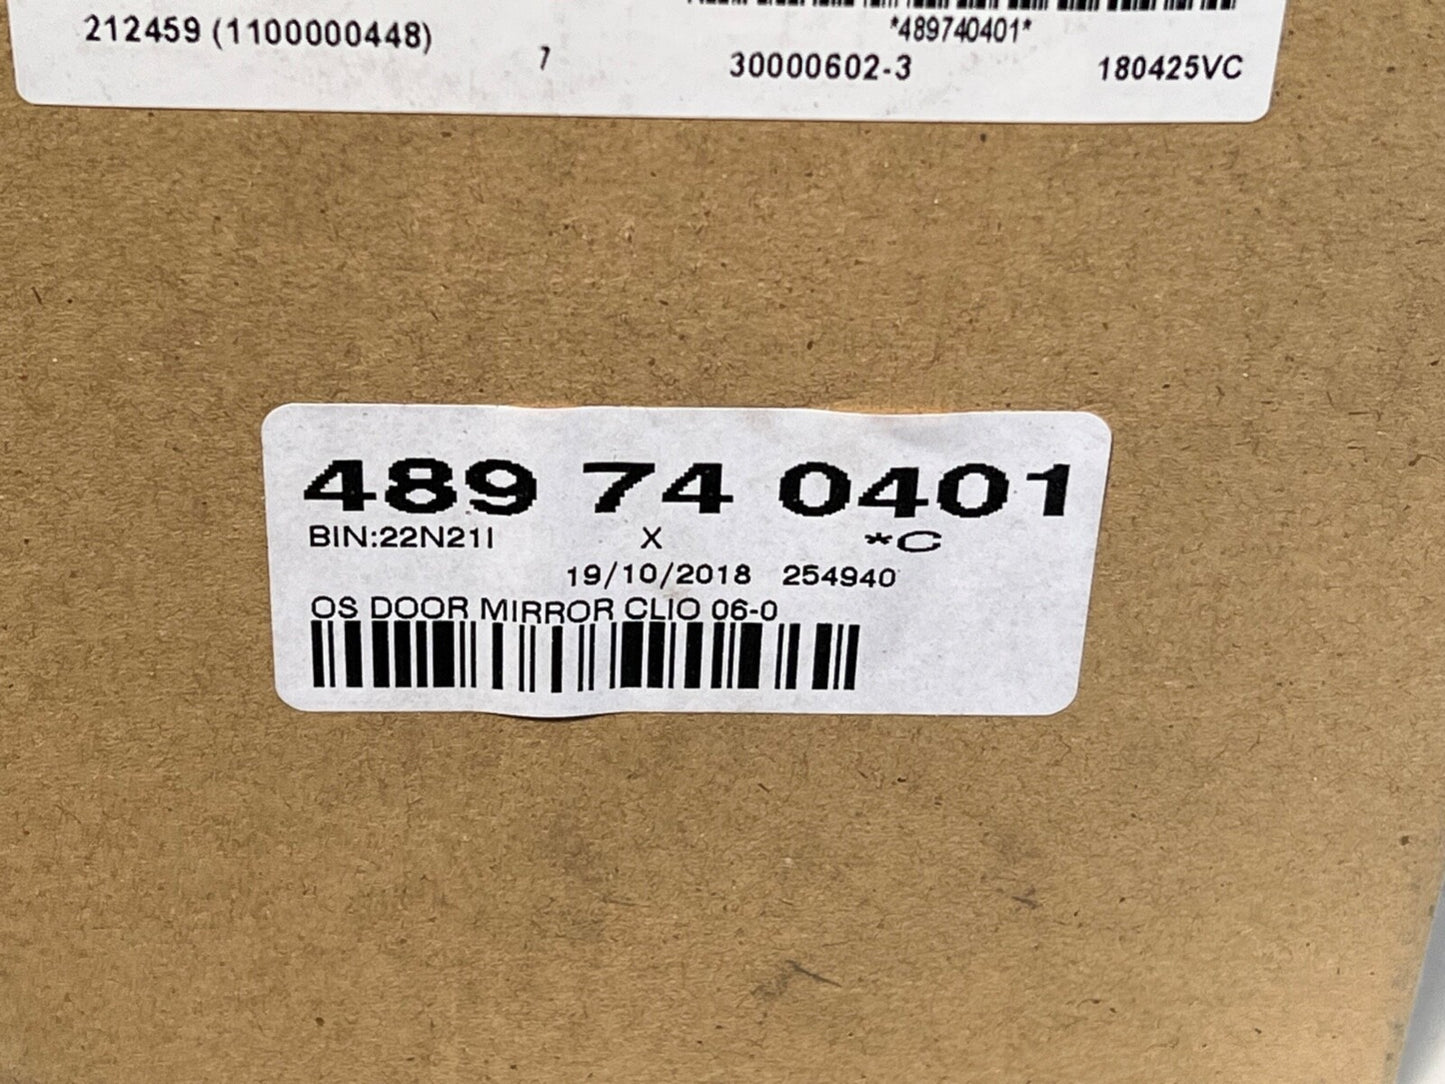 *489740401*
212459 (1100000448)
7
30000602-3
180425VC
489 74 0401
BIN:22N21I X *C
19/10/2018 254940
OS DOOR MIRROR CLIO 06-0